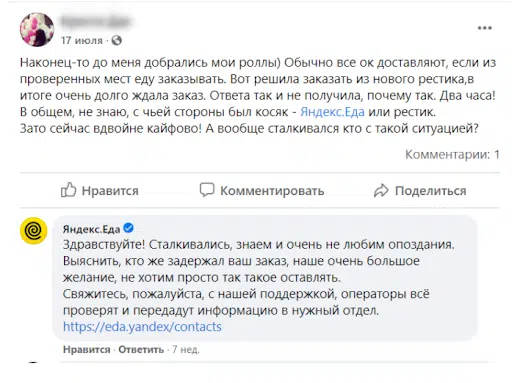 17 июля ·
Наконец-то до меня добрались мои роллы) Обычно все ок доставляют, если из
проверенных мест еду заказывать. Вот решила заказать из нового рестика,в
итоге очень долго ждала заказ. Ответа так и не получила, почему так. Два часа!
В общем, не знаю, с чьей стороны был косяк - Яндекс.Еда или рестик.
Зато сейчас вдвойне кайфово! А вообще сталкивался кто с такой ситуацией?
Комментарии: 1
Нравится Комментировать Поделиться
Яндекс.Еда
Здравствуйте! Сталкивались, знаем и очень не любим опоздания.
Выяснить, кто же задержал ваш заказ, наше очень большое
желание, не хотим просто так такое оставлять.
Свяжитесь, пожалуйста, с нашей поддержкой, операторы всё
проверят и передадут информацию в нужный отдел.
https://eda.yandex/contacts
Нравится · Ответить · 7 нед.